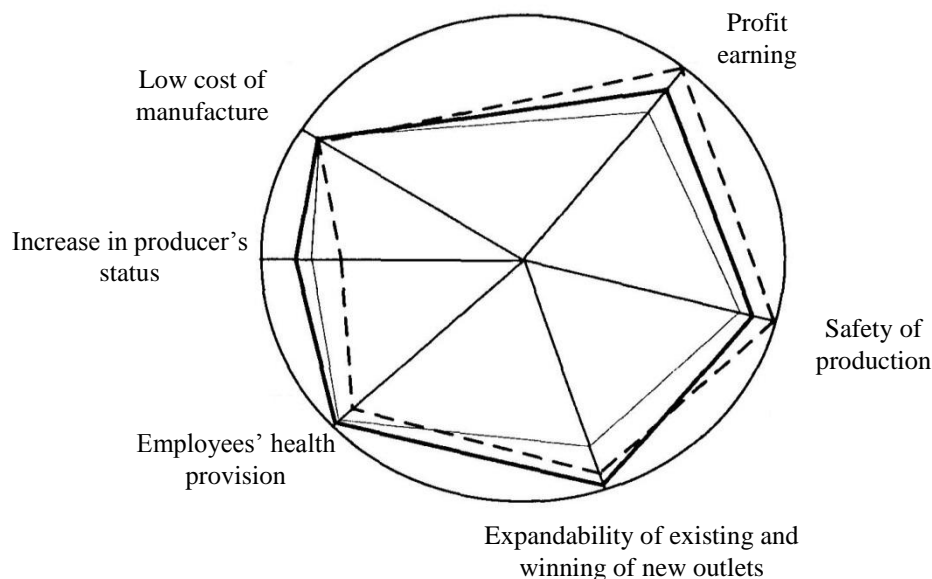 Profit
earning
Low cost of
manufacture
Increase in producer’s
status
Safety of
production
Employees’ health
provision
Expandability of existing and
winning of new outlets